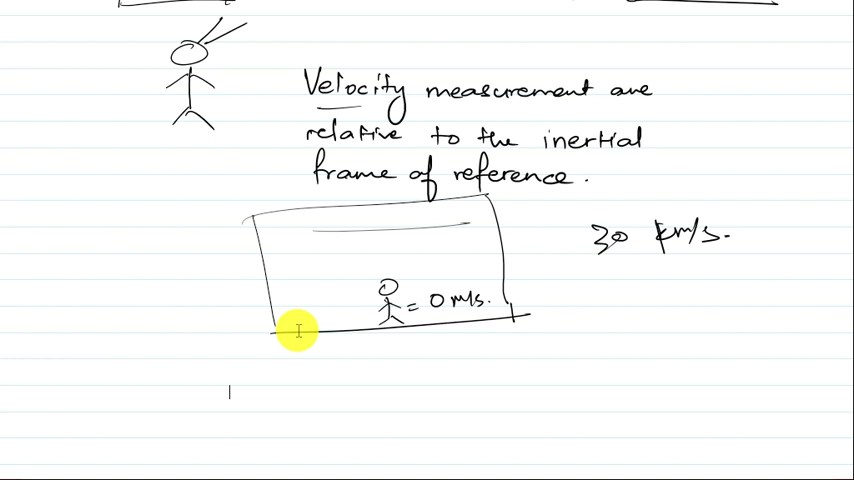 Velocity measurement are
relative to the inertial
frame of reference.
30 km/s.
= 0 m/s.